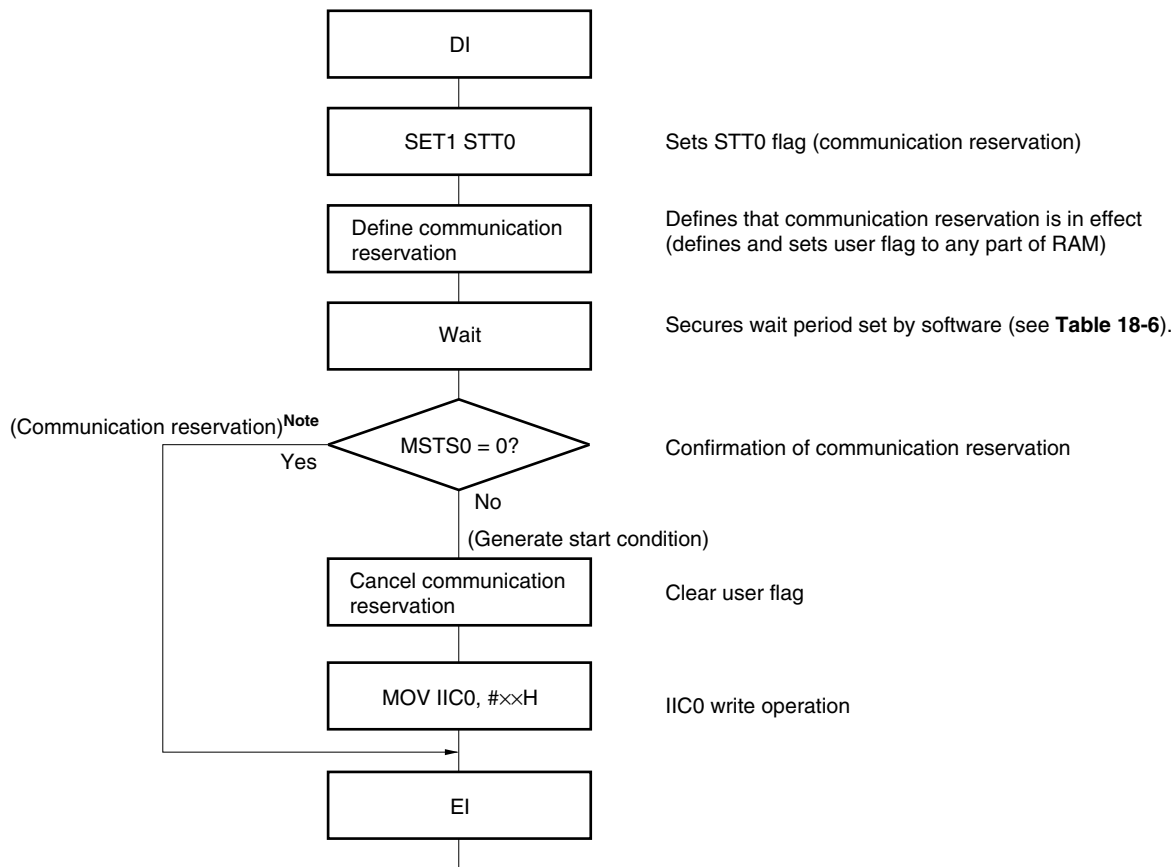 DI
SET1 STT0
Sets STT0 flag (communication reservation)
Define communication
reservation
Defines that communication reservation is in effect
(defines and sets user flag to any part of RAM)
Wait
Secures wait period set by software (see Table 18-6).
(Communication reservation)Note
Yes
MSTS0 = 0?
Confirmation of communication reservation
No
(Generate start condition)
Cancel communication
reservation
Clear user flag
MOV IIC0, #××H
IIC0 write operation
EI